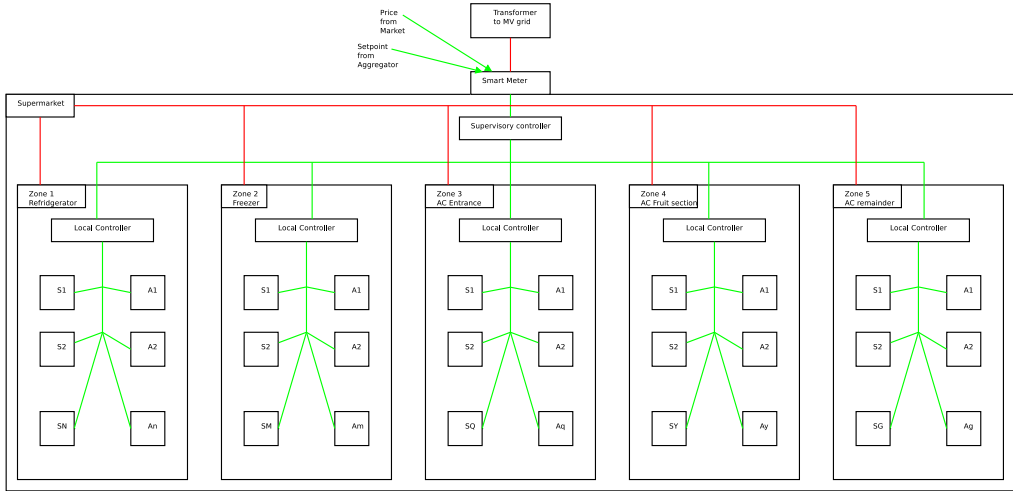 Price
from
Market
Transformer
to MV grid
Setpoint
from
Aggregator
Smart Meter
Supermarket
Supervisory controller
Zone 1
Refridgerator
Zone 2
Freezer
Zone 3
AC Entrance
Zone 4
AC Fruit section
Zone 5
AC remainder
Local Controller
Local Controller
Local Controller
Local Controller
Local Controller
S1
A1
S1
A1
S1
A1
S1
A1
S1
A1
S2
A2
S2
A2
S2
A2
S2
A2
S2
A2
SN
An
SM
Am
SQ
Aq
SY
Ay
SG
Ag